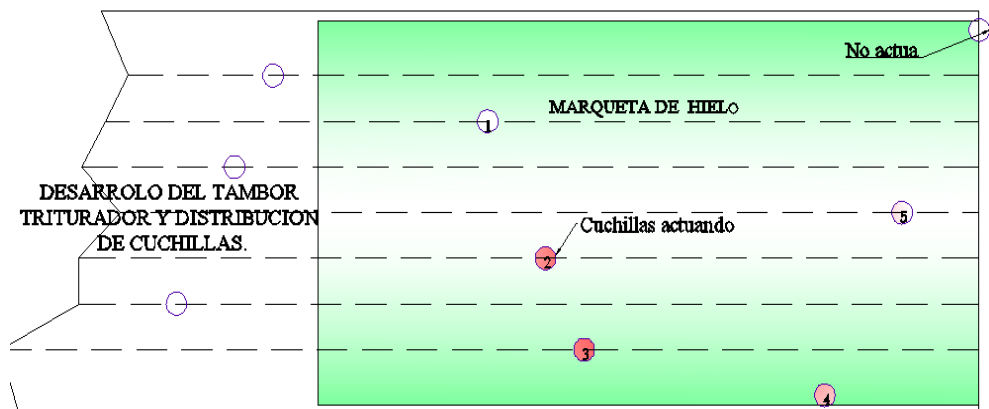 No actua
MARQUETA DE HIELO
1
DESARROLO DEL TAMBOR
TRITURADOR Y DISTRIBUCION
DE CUCHILLAS.
5
Cuchillas actuando
2
3
4